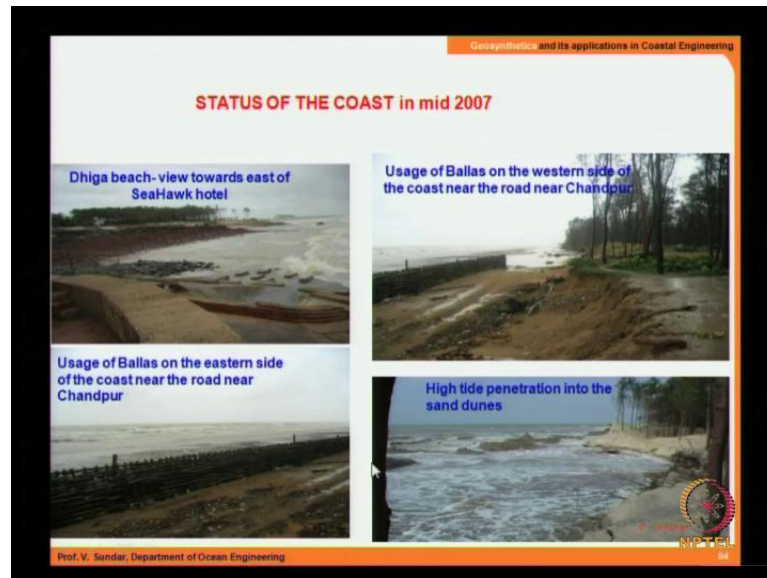 Geosynthetics and its applications in Coastal Engineering
STATUS OF THE COAST in mid 2007
Dhiga beach- view towards east of
SeaHawk hotel
Usage of Ballas on the western side of
the coast near the road near Chandpur
Usage of Ballas on the eastern side
of the coast near the road near
Chandpur
High tide penetration into the
sand dunes
NPTEL
Prof. V. Sundar, Department of Ocean Engineering
84